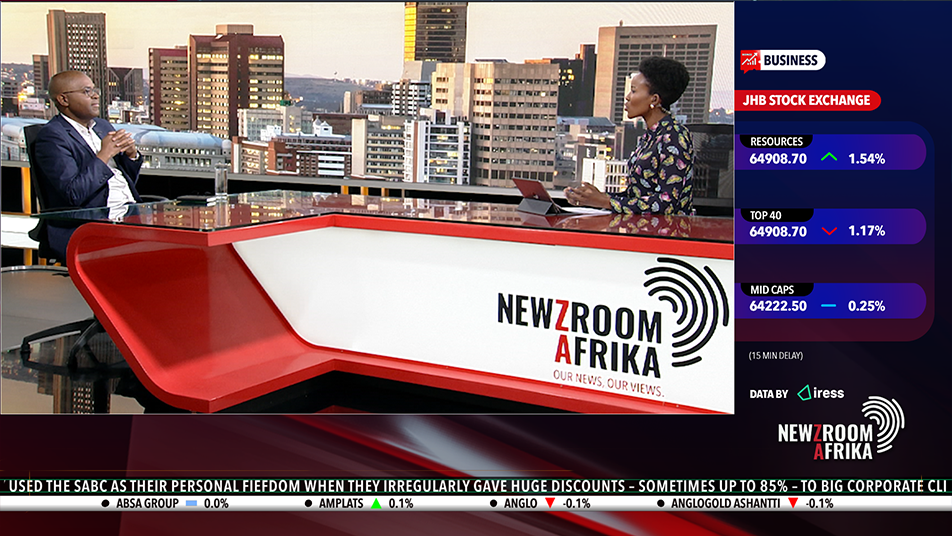 BUSINESS
JHB STOCK EXCHANGE
RESOURCES
64908.70 1.54%
TOP 40
64908.70 1.17%
MID CAPS
64222.50 0.25%
(15 MIN DELAY)
DATA BY iress
NEWZROOM
AFRIKA
NEWZROOM
AFRIKA
OUR NEWS, OUR VIEWS.
USED THE SABC AS THEIR PERSONAL FIEFDOM WHEN THEY IRREGULARLY GAVE HUGE DISCOUNTS – SOMETIMES UP TO 85% – TO BIG CORPORATE CLI
ABSA GROUP 0.0% AMPLATS 0.1% ANGLO -0.1% ANGLOGOLD ASHANTTI -0.1%